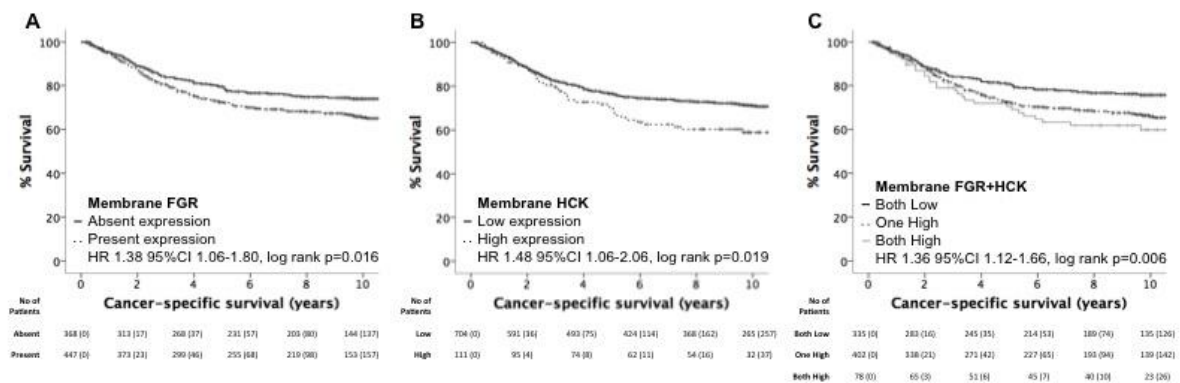 A
100
80
60
40
20
0
% Survival
Membrane FGR
Absent expression
Present expression
HR 1.38 95%CI 1.06-1.80, log rank p=0.016
0 2 4 6 8 10
Cancer-specific survival (years)
No of
Patients
Absent 368 (0) 313 (17) 268 (37) 231 (57) 203 (80) 144 (137)
Present 447 (0) 373 (23) 299 (46) 255 (68) 219 (98) 153 (157)
B
100
80
60
40
20
0
% Survival
Membrane HCK
Low expression
High expression
HR 1.48 95%CI 1.06-2.06, log rank p=0.019
0 2 4 6 8 10
Cancer-specific survival (years)
No of
Patients
Low 704 (0) 591 (36) 493 (75) 424 (114) 368 (162) 265 (257)
High 111 (0) 95 (4) 74 (8) 62 (11) 54 (16) 32 (37)
C
100
80
60
40
20
0
% Survival
Membrane FGR+HCK
Both Low
One High
Both High
HR 1.36 95%CI 1.12-1.66, log rank p=0.006
0 2 4 6 8 10
Cancer-specific survival (years)
No of
Patients
Both Low 335 (0) 283 (16) 245 (35) 214 (53) 189 (74) 135 (126)
One High 402 (0) 338 (21) 271 (42) 227 (65) 193 (94) 139 (142)
Both High 78 (0) 65 (3) 51 (6) 45 (7) 40 (10) 23 (26)